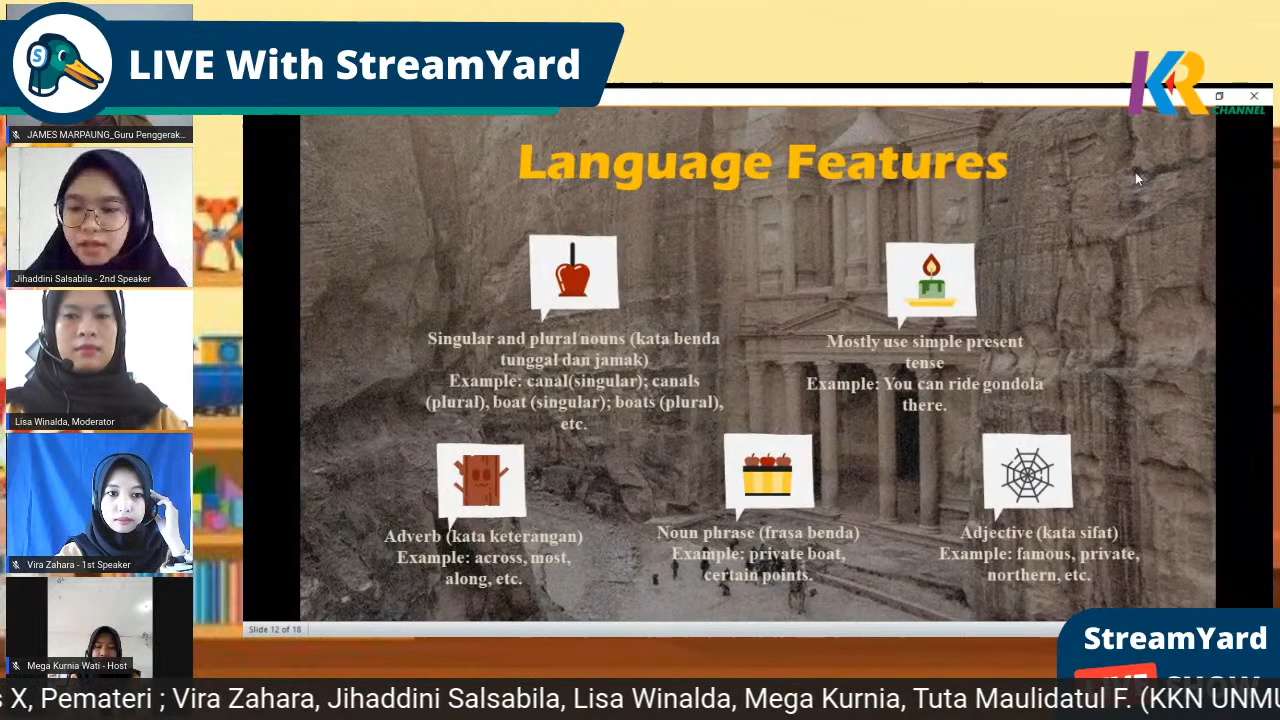 LIVE With StreamYard
KR
CHANNEL
JAMES MARPAUNG_Guru Penggerak...
Jihaddini Salsabila - 2nd Speaker
Lisa Winalda, Moderator
Vira Zahara - 1st Speaker
Mega Kurnia Wati - Host
Language Features
Singular and plural nouns (kata benda
tunggal dan jamak)
Example: canal(singular); canals
(plural), boat (singular); boats (plural),
etc.
Mostly use simple present
tense
Example: You can ride gondola
there.
Adverb (kata keterangan)
Example: across, most,
along, etc.
Noun phrase (frasa benda)
Example: private boat,
certain points.
Adjective (kata sifat)
Example: famous, private,
northern, etc.
Slide 12 of 18
StreamYard
LIVE SHOW
s X, Pemateri ; Vira Zahara, Jihaddini Salsabila, Lisa Winalda, Mega Kurnia, Tuta Maulidatul F. (KKN UNMU